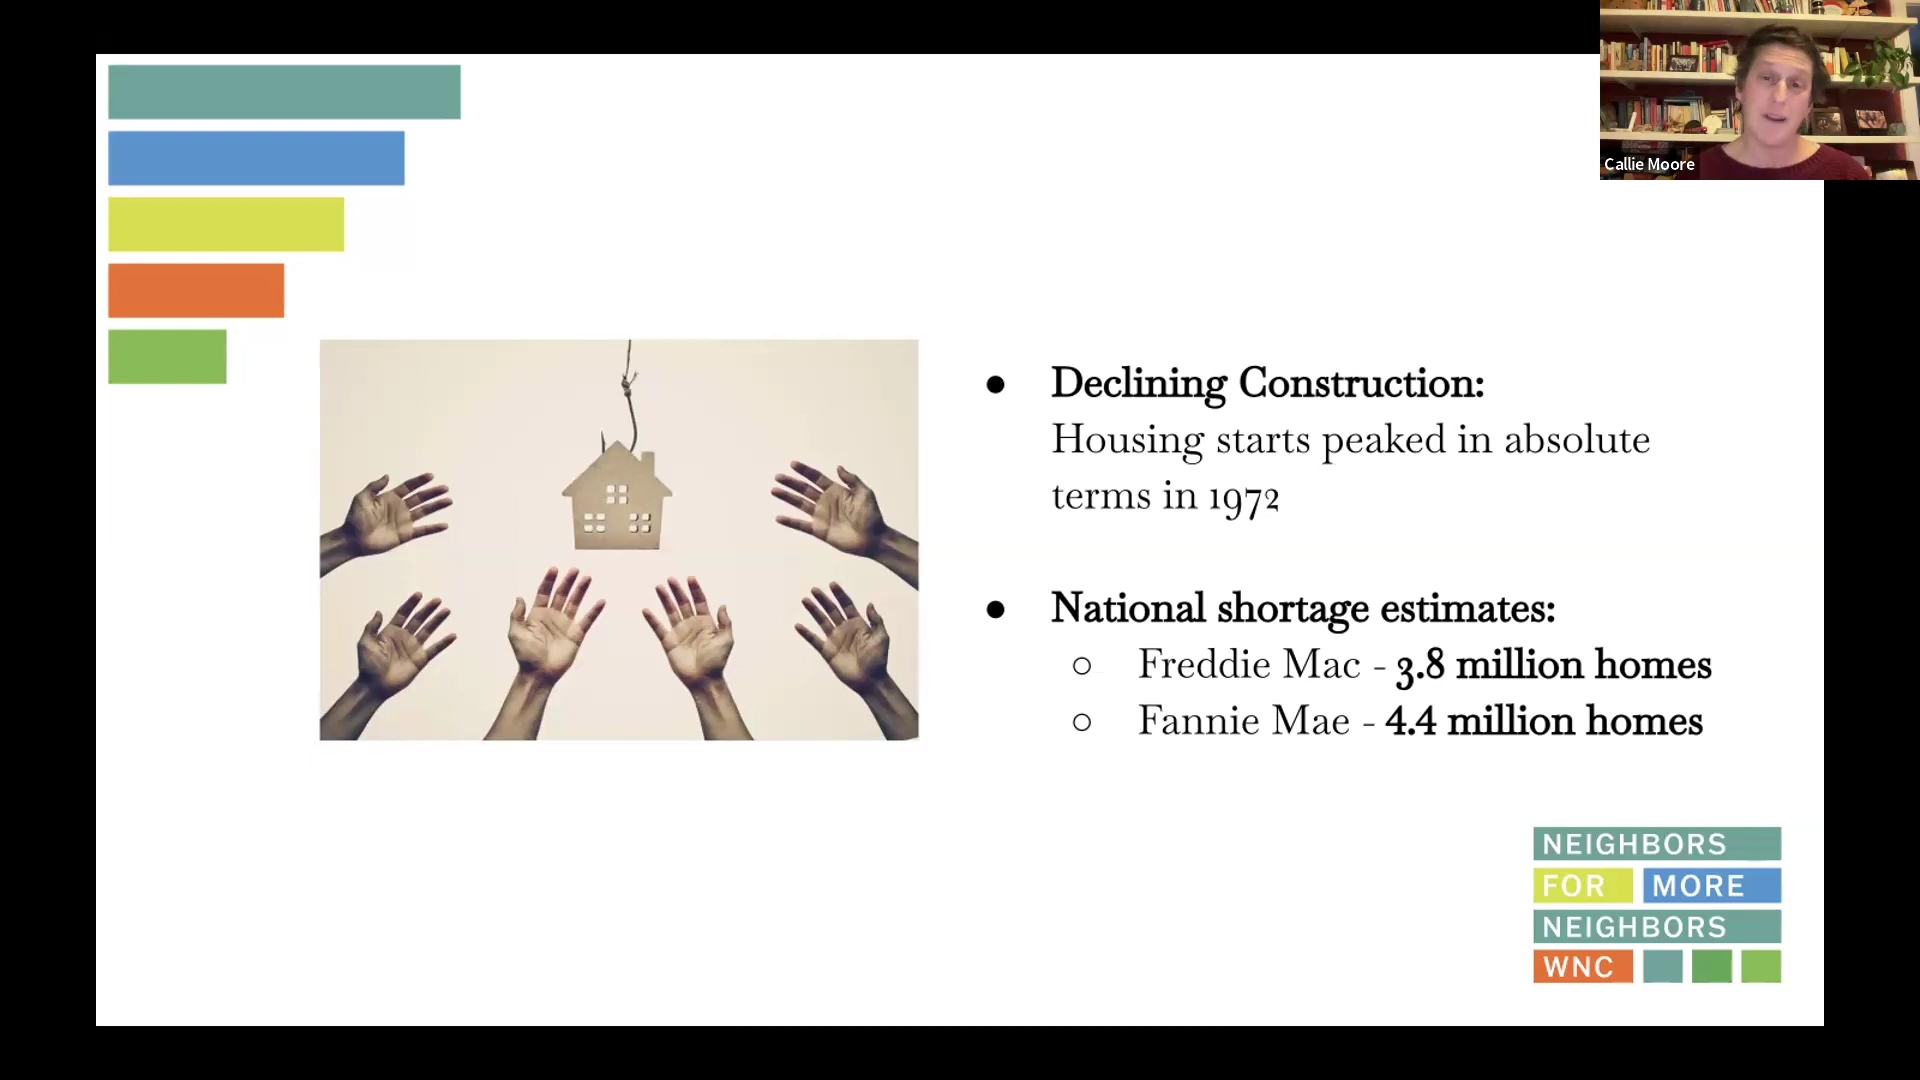 Callie Moore
● Declining Construction:
Housing starts peaked in absolute
terms in 1972
● National shortage estimates:
○ Freddie Mac - 3.8 million homes
○ Fannie Mae - 4.4 million homes
NEIGHBORS
FOR MORE
NEIGHBORS
WNC